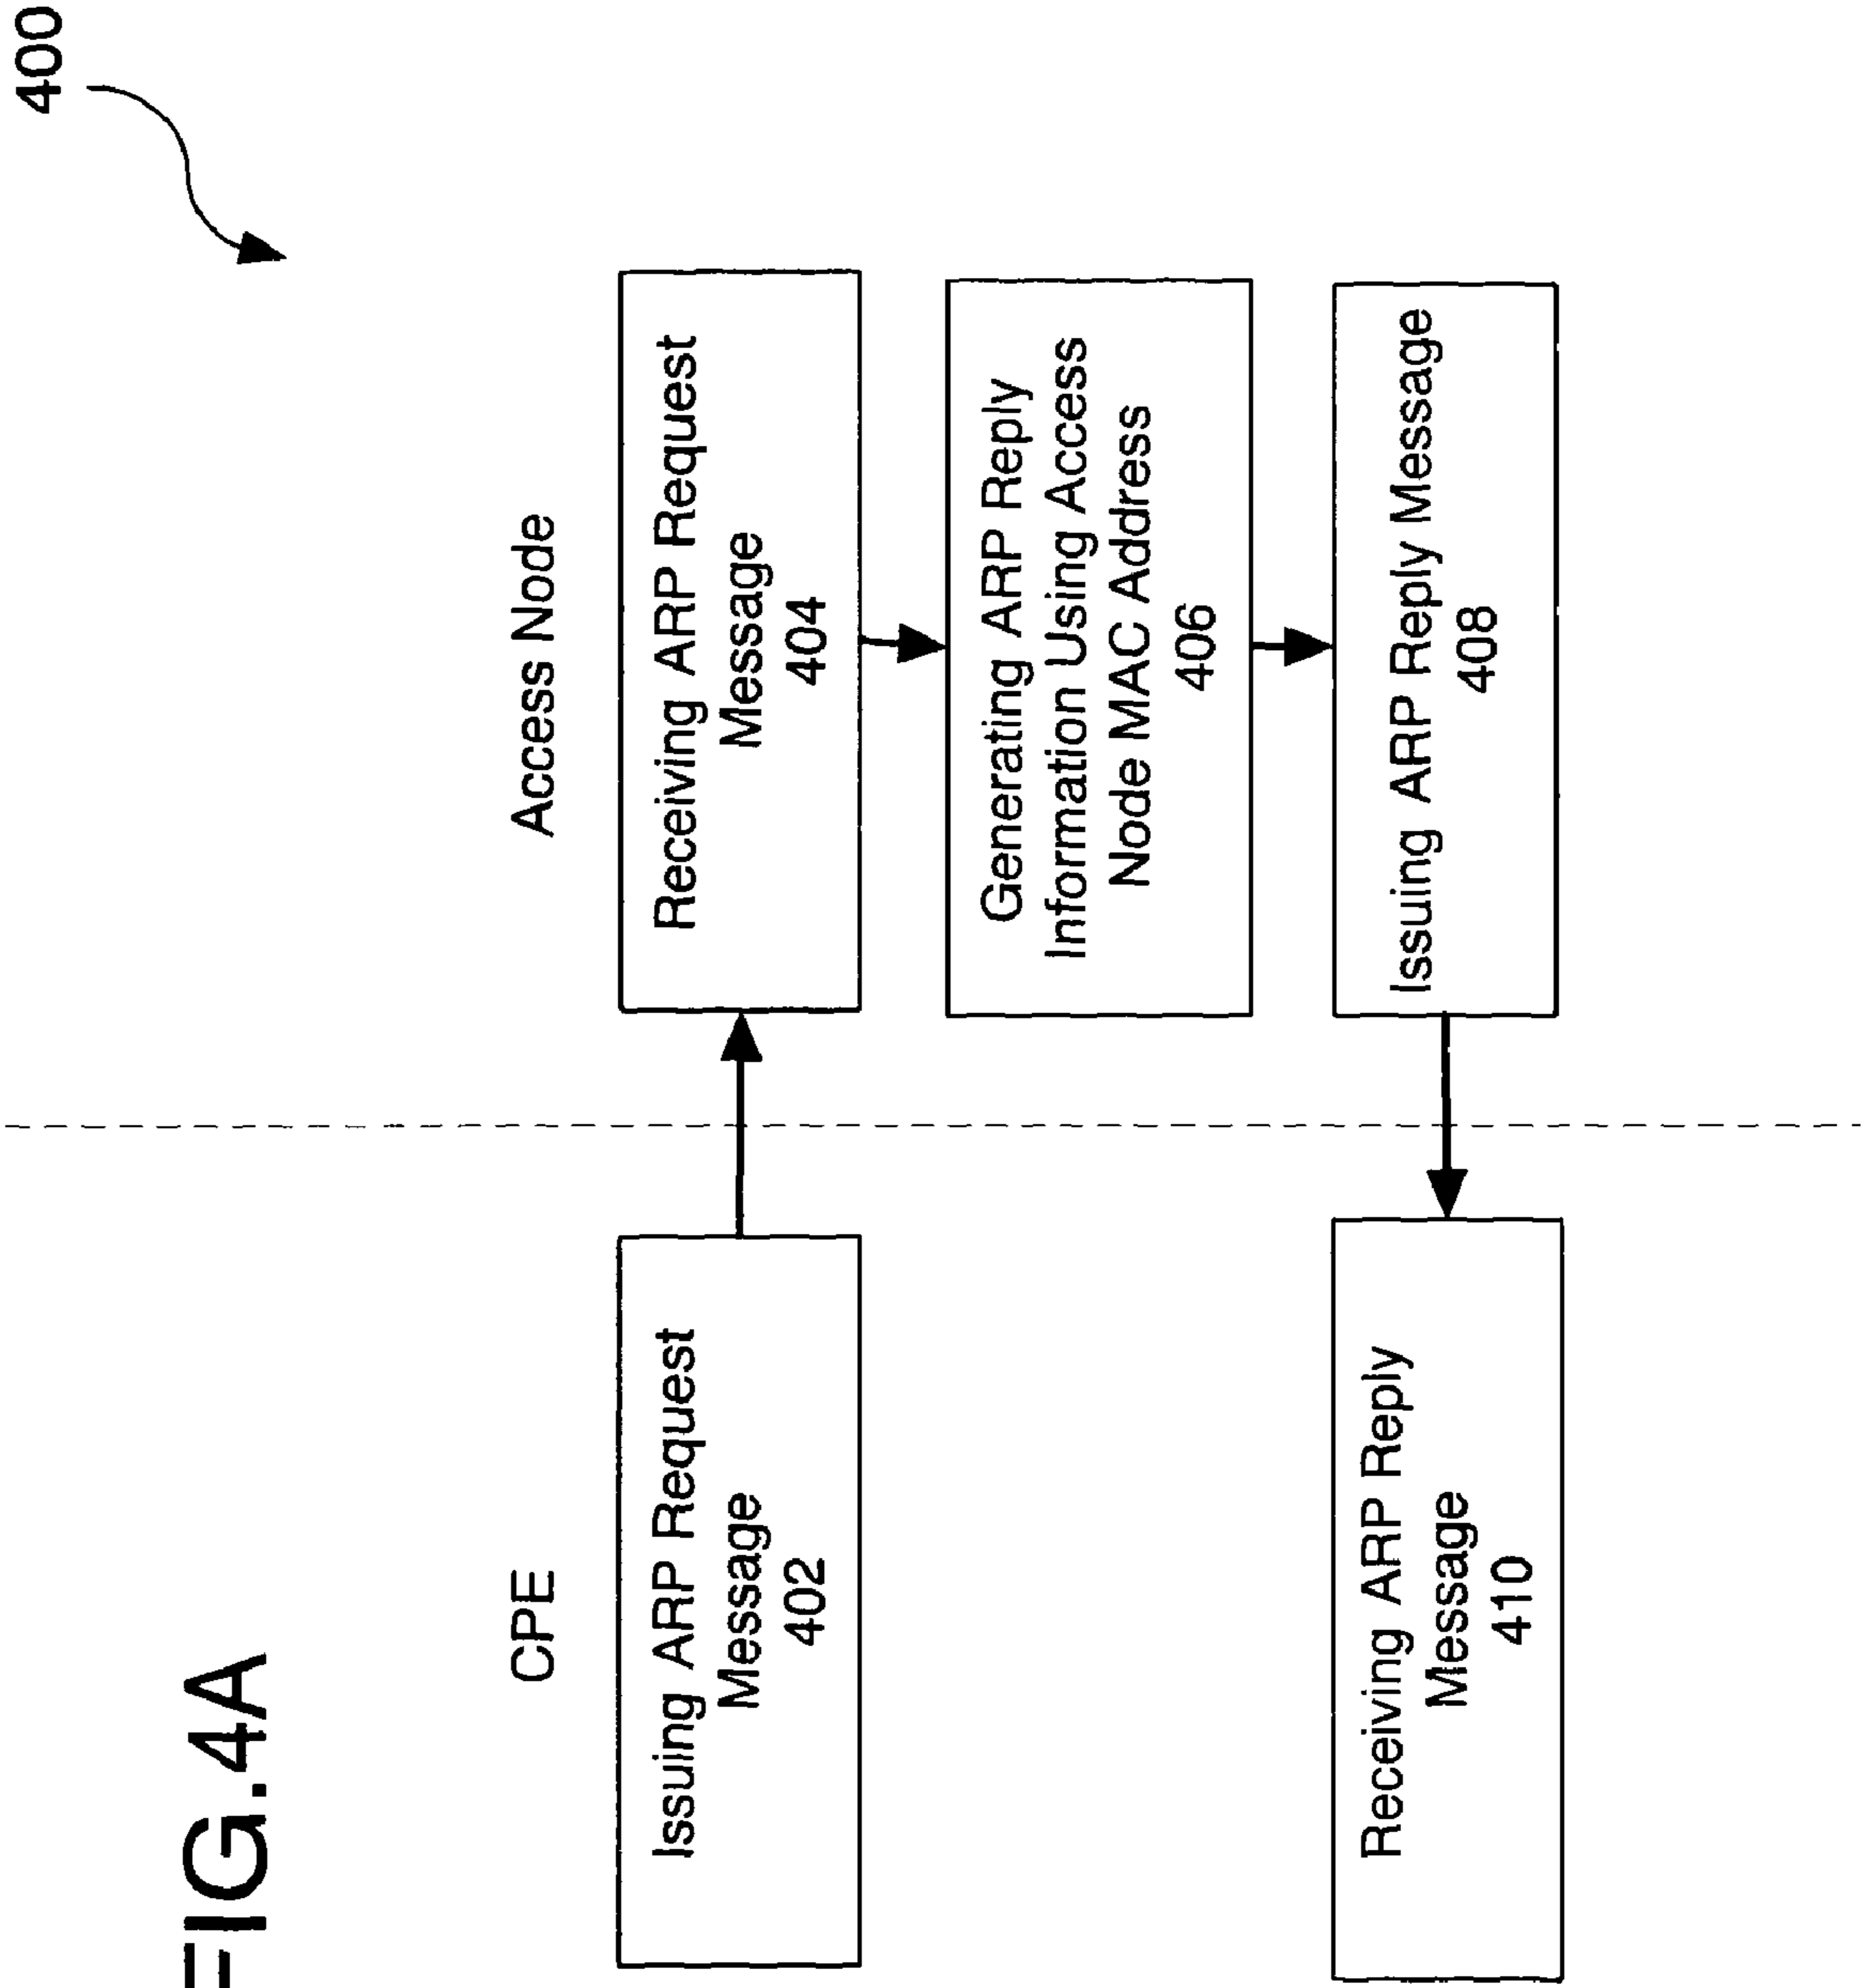 FIG.4A
400
CPE
Access Node
Issuing ARP Request
Message
402
Receiving ARP Request
Message
404
Generating ARP Reply
Information Using Access
Node MAC Address
406
Issuing ARP Reply Message
408
Receiving ARP Reply
Message
410